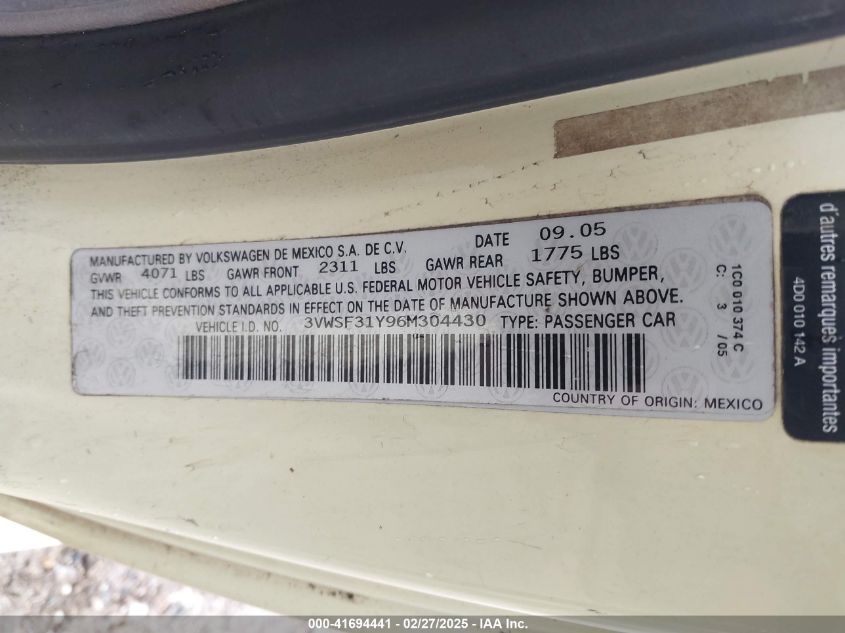 MANUFACTURED BY VOLKSWAGEN DE MEXICO S.A. DE C.V. DATE 09.05
GVWR 4071 LBS GAWR FRONT 2311 LBS GAWR REAR 1775 LBS
THIS VEHICLE CONFORMS TO ALL APPLICABLE U.S. FEDERAL MOTOR VEHICLE SAFETY, BUMPER,
AND THEFT PREVENTION STANDARDS IN EFFECT ON THE DATE OF MANUFACTURE SHOWN ABOVE.
VEHICLE I.D. NO. 3VWSF31Y96M304430 TYPE: PASSENGER CAR
COUNTRY OF ORIGIN: MEXICO
1C0 010 374 C
C: 3 /05
4D0 010 142 A
d'autres remarques importantes
000-41694441 - 02/27/2025 - IAAI Inc.